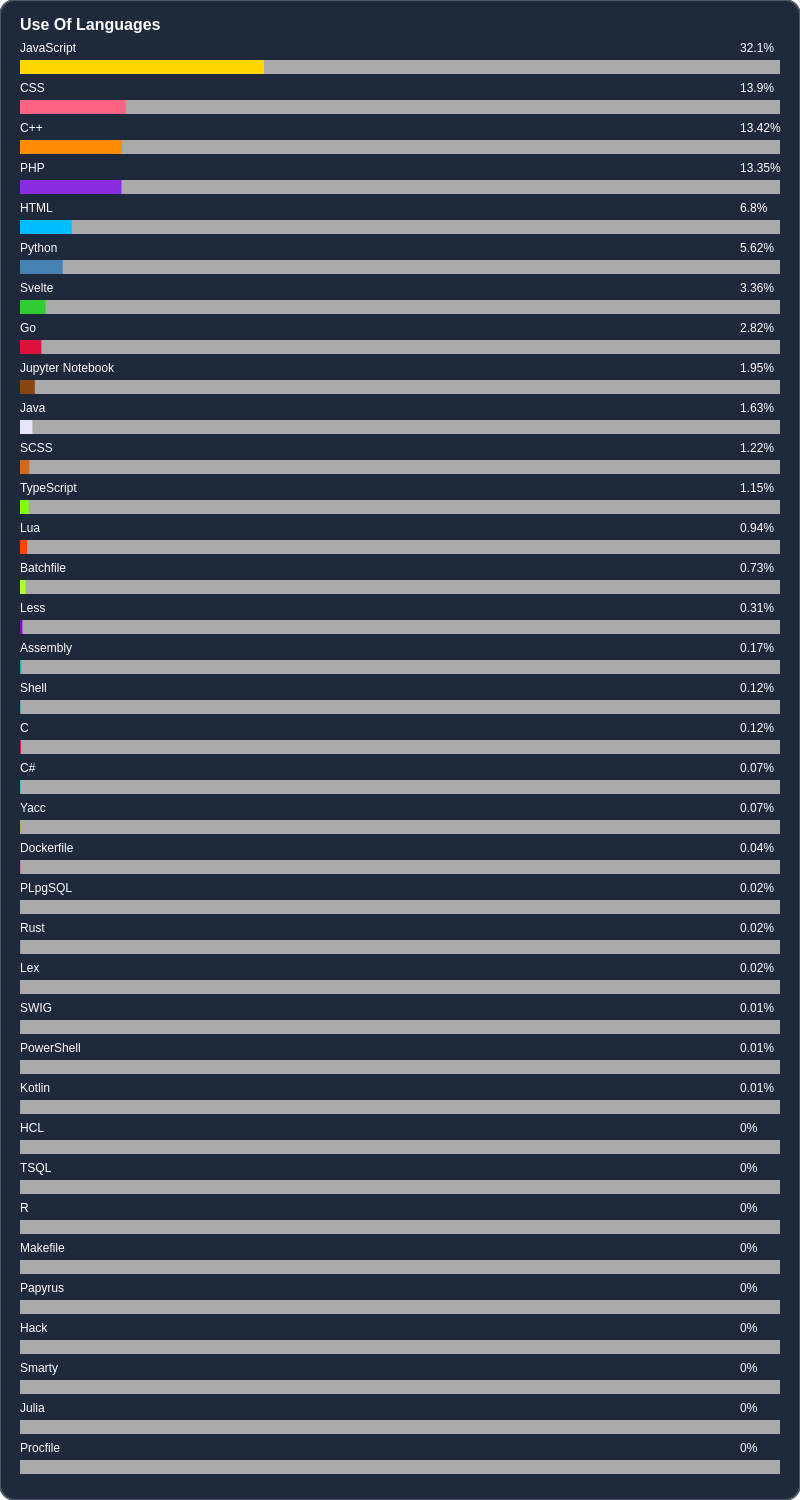 Use Of Languages
JavaScript 32.1%
CSS 13.9%
C++ 13.42%
PHP 13.35%
HTML 6.8%
Python 5.62%
Svelte 3.36%
Go 2.82%
Jupyter Notebook 1.95%
Java 1.63%
SCSS 1.22%
TypeScript 1.15%
Lua 0.94%
Batchfile 0.73%
Less 0.31%
Assembly 0.17%
Shell 0.12%
C 0.12%
C# 0.07%
Yacc 0.07%
Dockerfile 0.04%
PLpgSQL 0.02%
Rust 0.02%
Lex 0.02%
SWIG 0.01%
PowerShell 0.01%
Kotlin 0.01%
HCL 0%
TSQL 0%
R 0%
Makefile 0%
Papyrus 0%
Hack 0%
Smarty 0%
Julia 0%
Procfile 0%